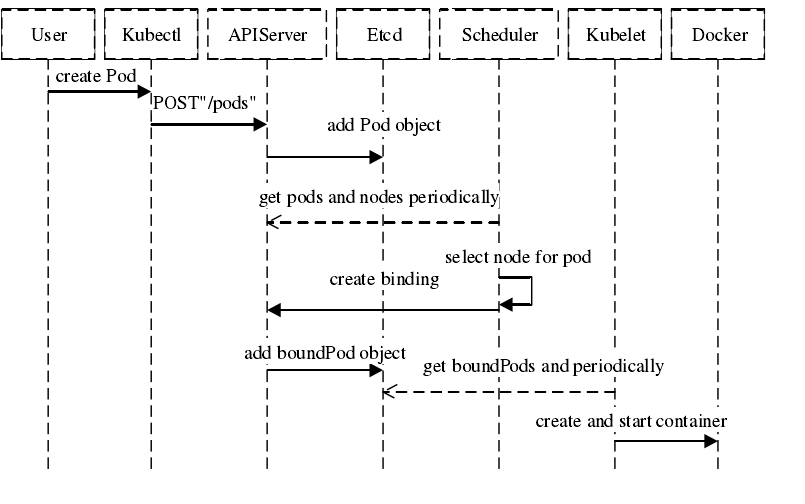 User Kubectl APIServer Etcd Scheduler Kubelet Docker
create Pod
POST"/pods"
add Pod object
get pods and nodes periodically
select node for pod
create binding
add boundPod object
get boundPods and periodically
create and start container